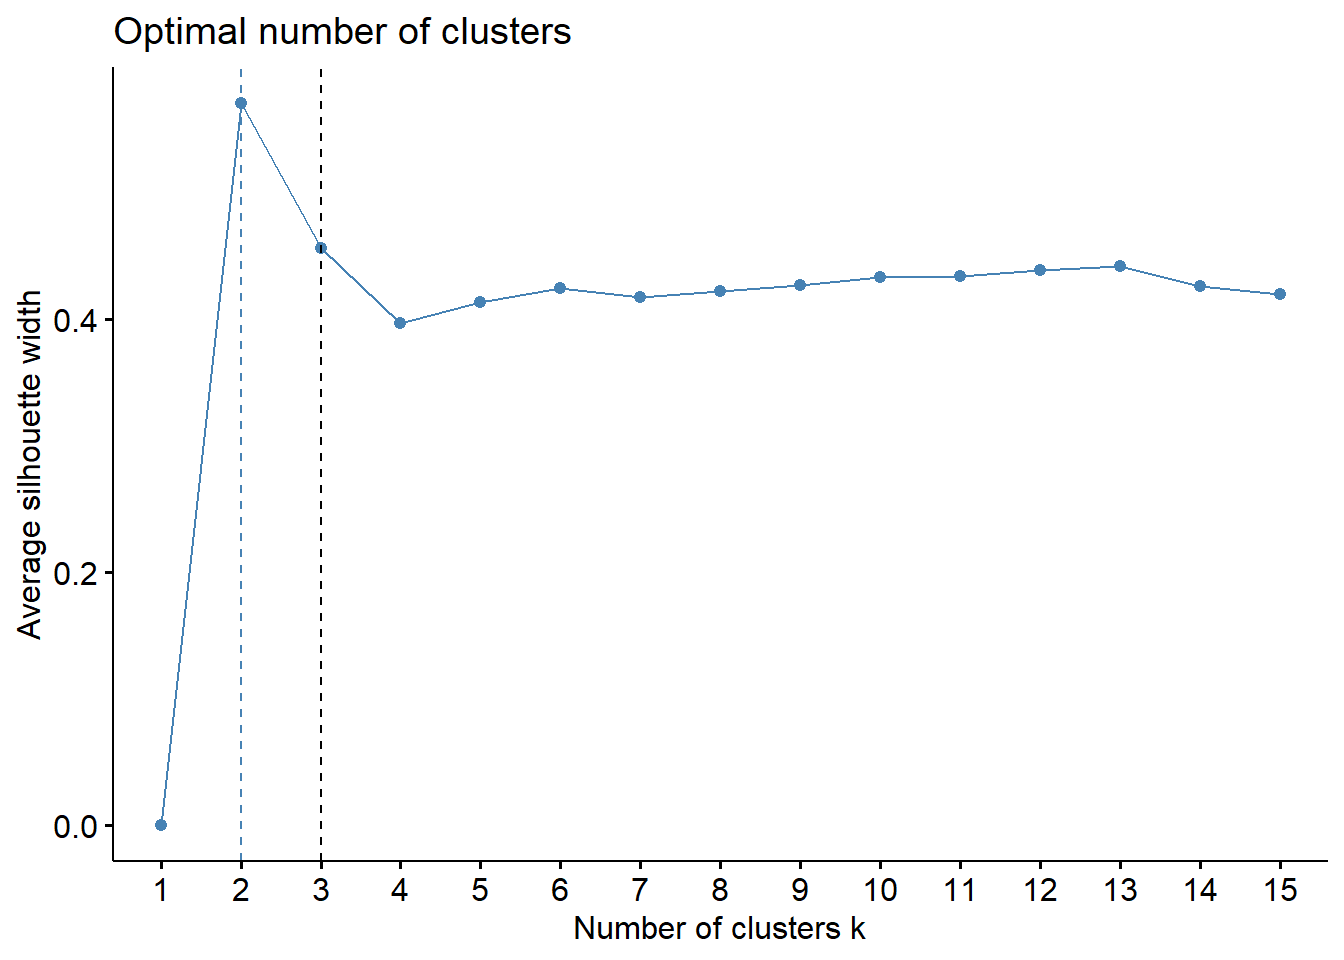 Optimal number of clusters
Average silhouette width
0.4
0.2
0.0
1 2 3 4 5 6 7 8 9 10 11 12 13 14 15
Number of clusters k